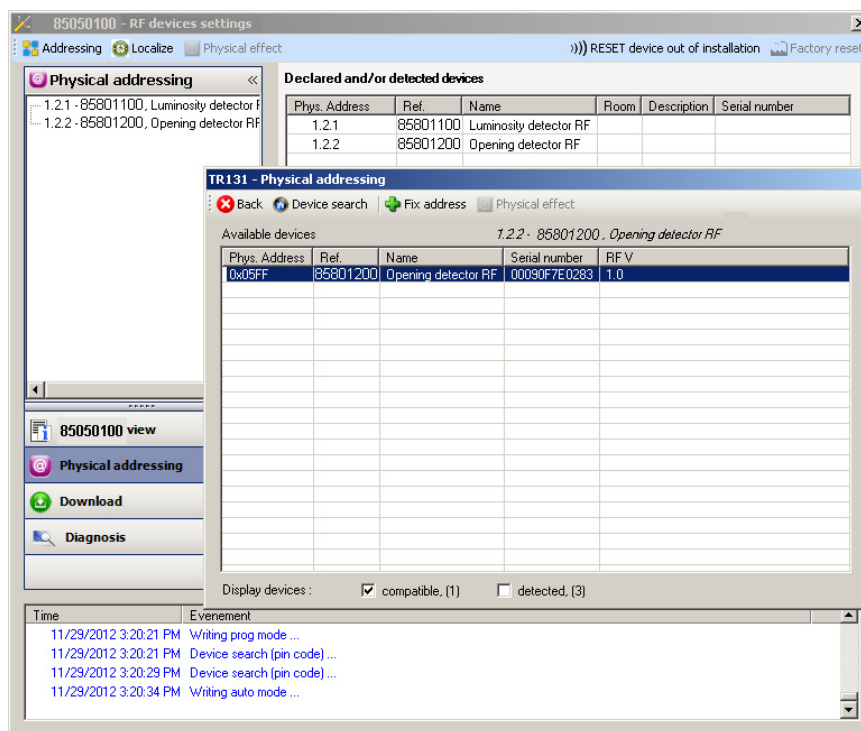 85050100 - RF devices settings
Addressing Localize Physical effect ))) RESET device out of installation Factory reset
Physical addressing «
1.2.1 - 85801100, Luminosity detector F
1.2.2 - 85801200, Opening detector RF
Declared and/or detected devices
Phys. Address Ref. Name Room Description Serial number
1.2.1 85801100 Luminosity detector RF
1.2.2 85801200 Opening detector RF
TR131 - Physical addressing
Back Device search Fix address Physical effect
Available devices 1.2.2 - 85801200 , Opening detector RF
Phys. Address Ref. Name Serial number RF V
0x05FF 85801200 Opening detector RF 00090F7E0283 1.0
Display devices : compatible, (1) detected, (3)
85050100 view
Physical addressing
Download
Diagnosis
Time Evenement
11/29/2012 3:20:21 PM Writing prog mode ...
11/29/2012 3:20:21 PM Device search (pin code) ...
11/29/2012 3:20:29 PM Device search (pin code) ...
11/29/2012 3:20:34 PM Writing auto mode ...